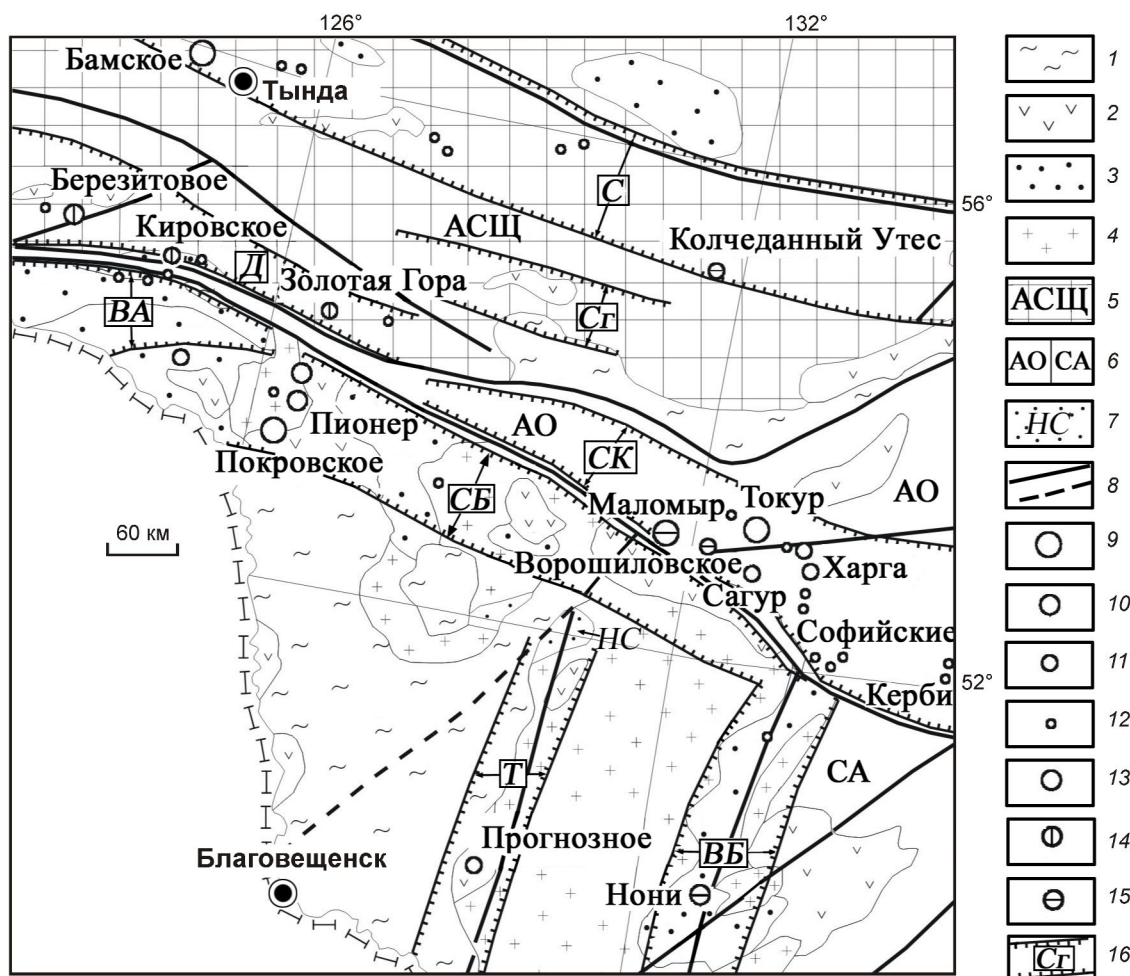 126°
132°
Бамское
Тында
1
2
3
Березитовое
С
56°
4
Кировское
АСЩ
Колчеданный Утес
Д
Золотая Гора
5
АСЩ
ВА
Сг
6
АО СА
Пионер
АО
7
НС
Покровское
СК
8
СБ
Маломыр
Токур
АО
60 км
9
Ворошиловское
Харга
Сагур
10
Софийские
НС
11
Керби
52°
12
СА
Т
13
Прогнозное
ВБ
14
Благовещенск
Нони
15
Сг
16